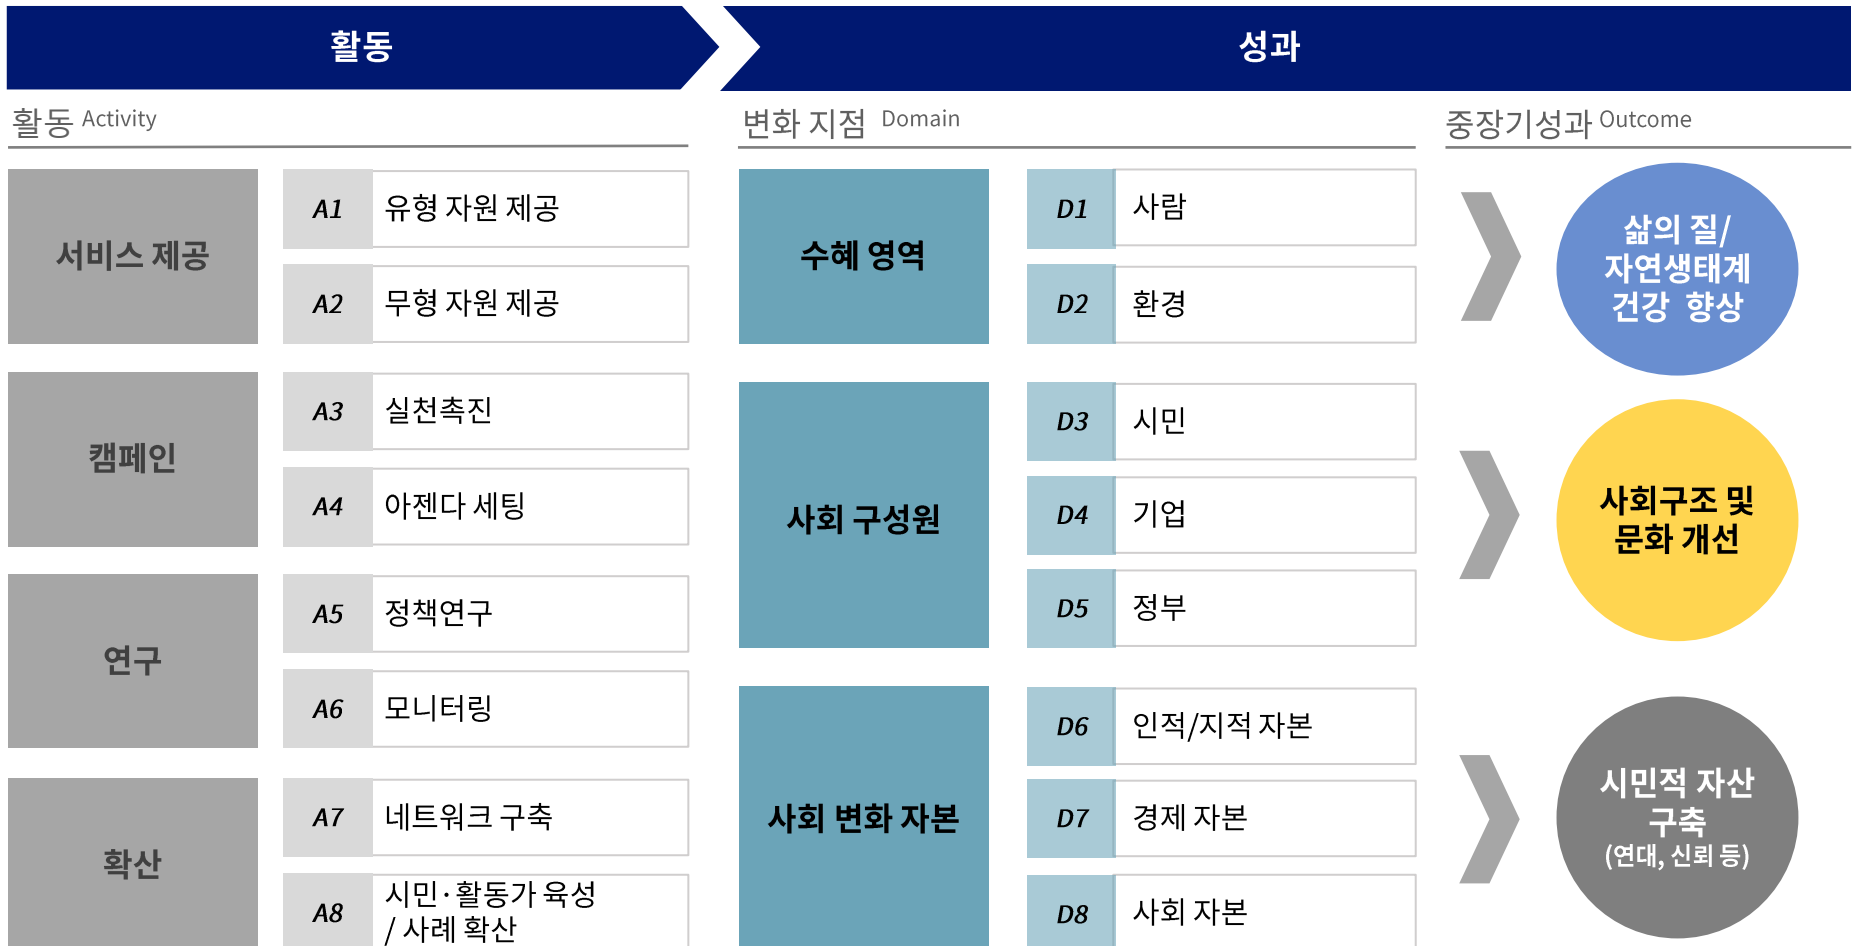 활동
성과
활동 Activity
변화 지점 Domain
중장기성과 Outcome
서비스 제공
A1 유형 자원 제공
A2 무형 자원 제공
캠페인
A3 실천촉진
A4 아젠다 세팅
연구
A5 정책연구
A6 모니터링
확산
A7 네트워크 구축
A8 시민·활동가 육성
/ 사례 확산
수혜 영역
D1 사람
D2 환경
사회 구성원
D3 시민
D4 기업
D5 정부
사회 변화 자본
D6 인적/지적 자본
D7 경제 자본
D8 사회 자본
삶의 질/
자연생태계
건강 향상
사회구조 및
문화 개선
시민적 자산
구축
(연대, 신뢰 등)